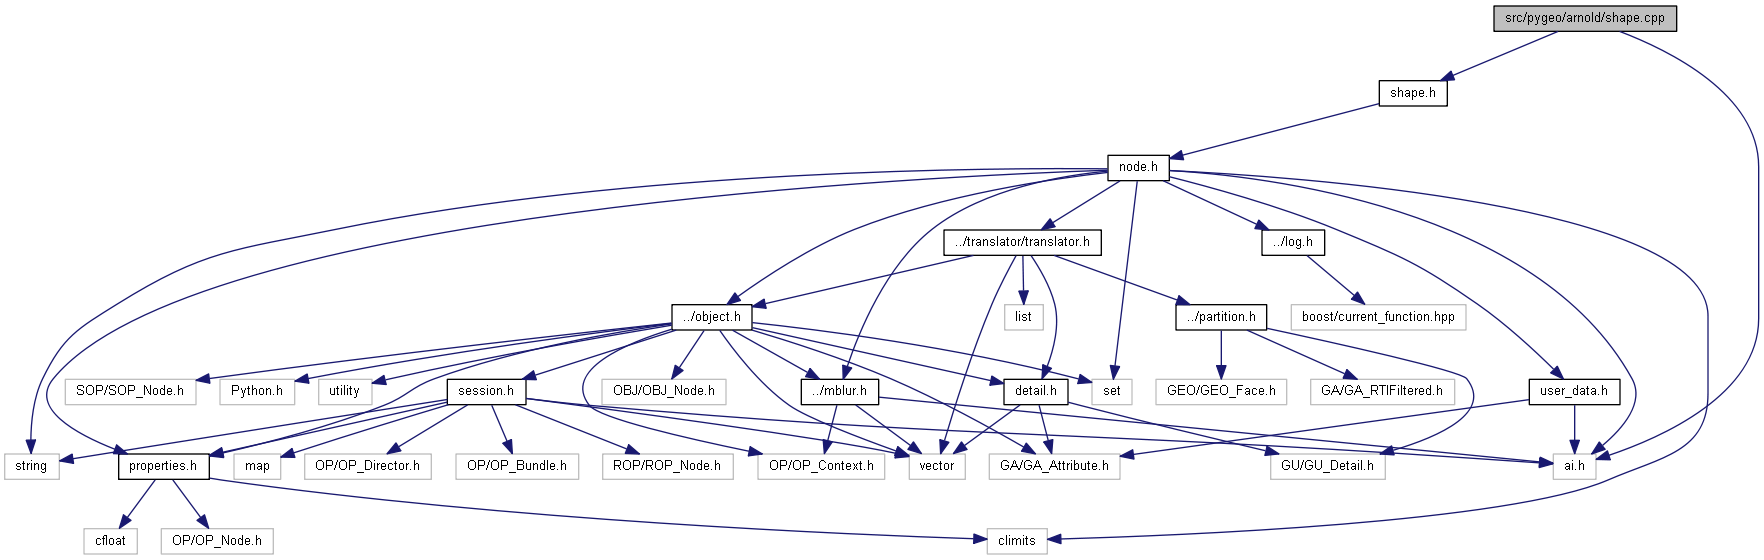 src/pygeo/arnold/shape.cpp
shape.h
node.h
../translator/translator.h
../log.h
../object.h
list
../partition.h
boost/current_function.hpp
SOP/SOP_Node.h
Python.h
utility
session.h
OBJ/OBJ_Node.h
../mblur.h
detail.h
set
GEO/GEO_Face.h
GA/GA_RTIFiltered.h
user_data.h
string
properties.h
map
OP/OP_Director.h
OP/OP_Bundle.h
ROP/ROP_Node.h
OP/OP_Context.h
vector
GA/GA_Attribute.h
GU/GU_Detail.h
ai.h
cfloat
OP/OP_Node.h
climits